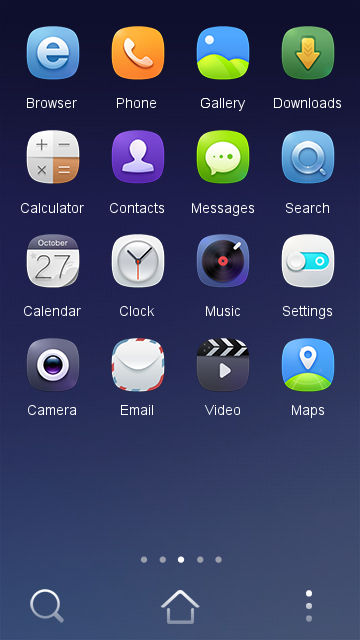 Browser Phone Gallery Downloads
Calculator Contacts Messages Search
October
27
Calendar Clock Music Settings
Camera Email Video Maps